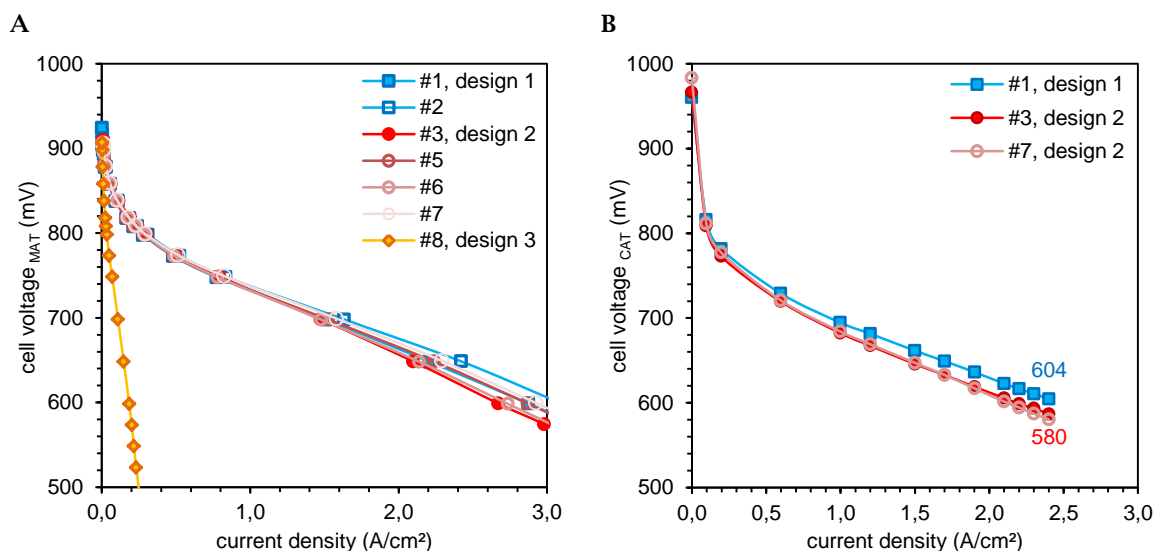 A
cell voltage MAT (mV)
1000
900
800
700
600
500
0,0
1,0
2,0
3,0
current density (A/cm²)
#1, design 1
#2
#3, design 2
#5
#6
#7
#8, design 3
B
cell voltage CAT (mV)
1000
900
800
700
600
500
0,0
0,5
1,0
1,5
2,0
2,5
3,0
current density (A/cm²)
#1, design 1
#3, design 2
#7, design 2
604
580